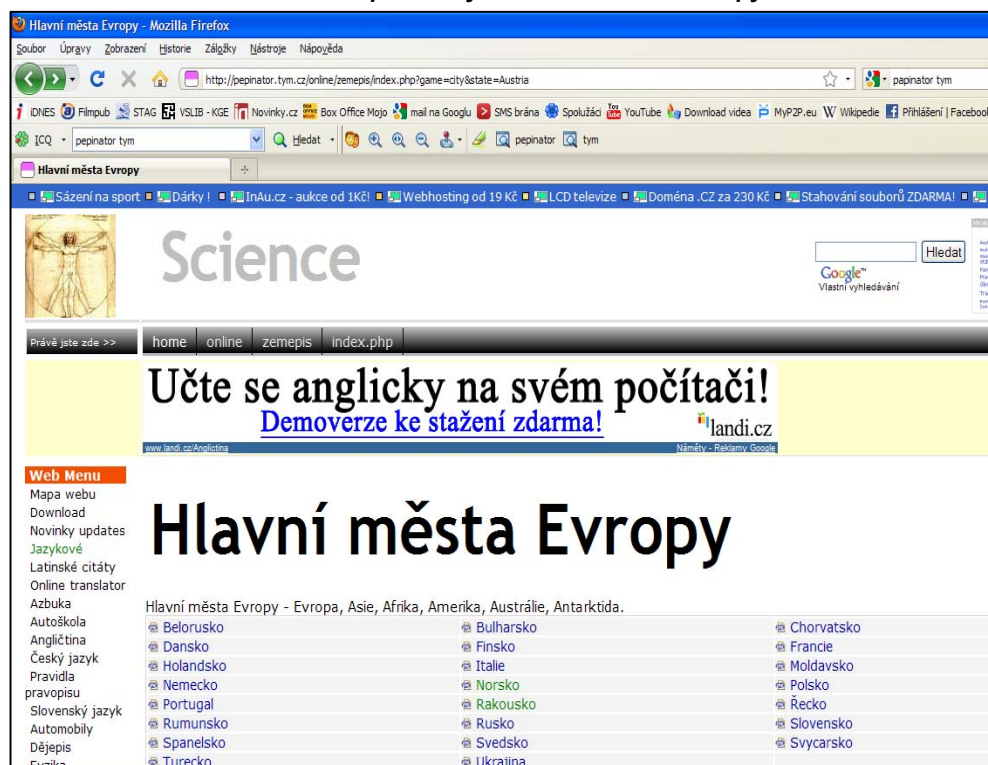 Hlavní města Evropy - Mozilla Firefox
Soubor Úpravy Zobrazení Historie Záložky Nástroje Nápověda
http://pepinator.tym.cz/online/zemepis/index.php?game=city&state=Austria papinator tym
iDNES Filmpub STAG VSLIB - KGE Novinky.cz Box Office Mojo mail na Googlu SMS brána Spolužáci YouTube Download videa MyP2P.eu Wikipedie Přihlášení | Facebook
ICQ pepinator tym Hledat pepinator tym
Hlavní města Evropy
Sázení na sport Dárky ! InAu.cz - aukce od 1Kč! Webhosting od 19 Kč LCD televize Doména .CZ za 230 Kč Stahování souborů ZDARMA!
Science
Hledat
Google™
Vlastní vyhledávání
Právě jste zde >> home online zemepis index.php
Učte se anglicky na svém počítači!
Demoverze ke stažení zdarma!
landi.cz
www.landi.cz/Anglictina Náměty - Reklamy Google
Web Menu
Mapa webu
Download
Novinky updates
Jazykové
Latinské citáty
Online translator
Azbuka
Autoškola
Angličtina
Český jazyk
Pravidla
pravopisu
Slovenský jazyk
Automobily
Dějepis
Fyzika
Hlavní města Evropy
Hlavní města Evropy - Evropa, Asie, Afrika, Amerika, Austrálie, Antarktida.
Belorusko Bulharsko Chorvatsko
Dansko Finsko Francie
Holandsko Italie Moldavsko
Nemecko Norsko Polsko
Portugal Rakousko Řecko
Rumunsko Rusko Slovensko
Spanelsko Svedsko Svycarsko
Turecko Ukrajina